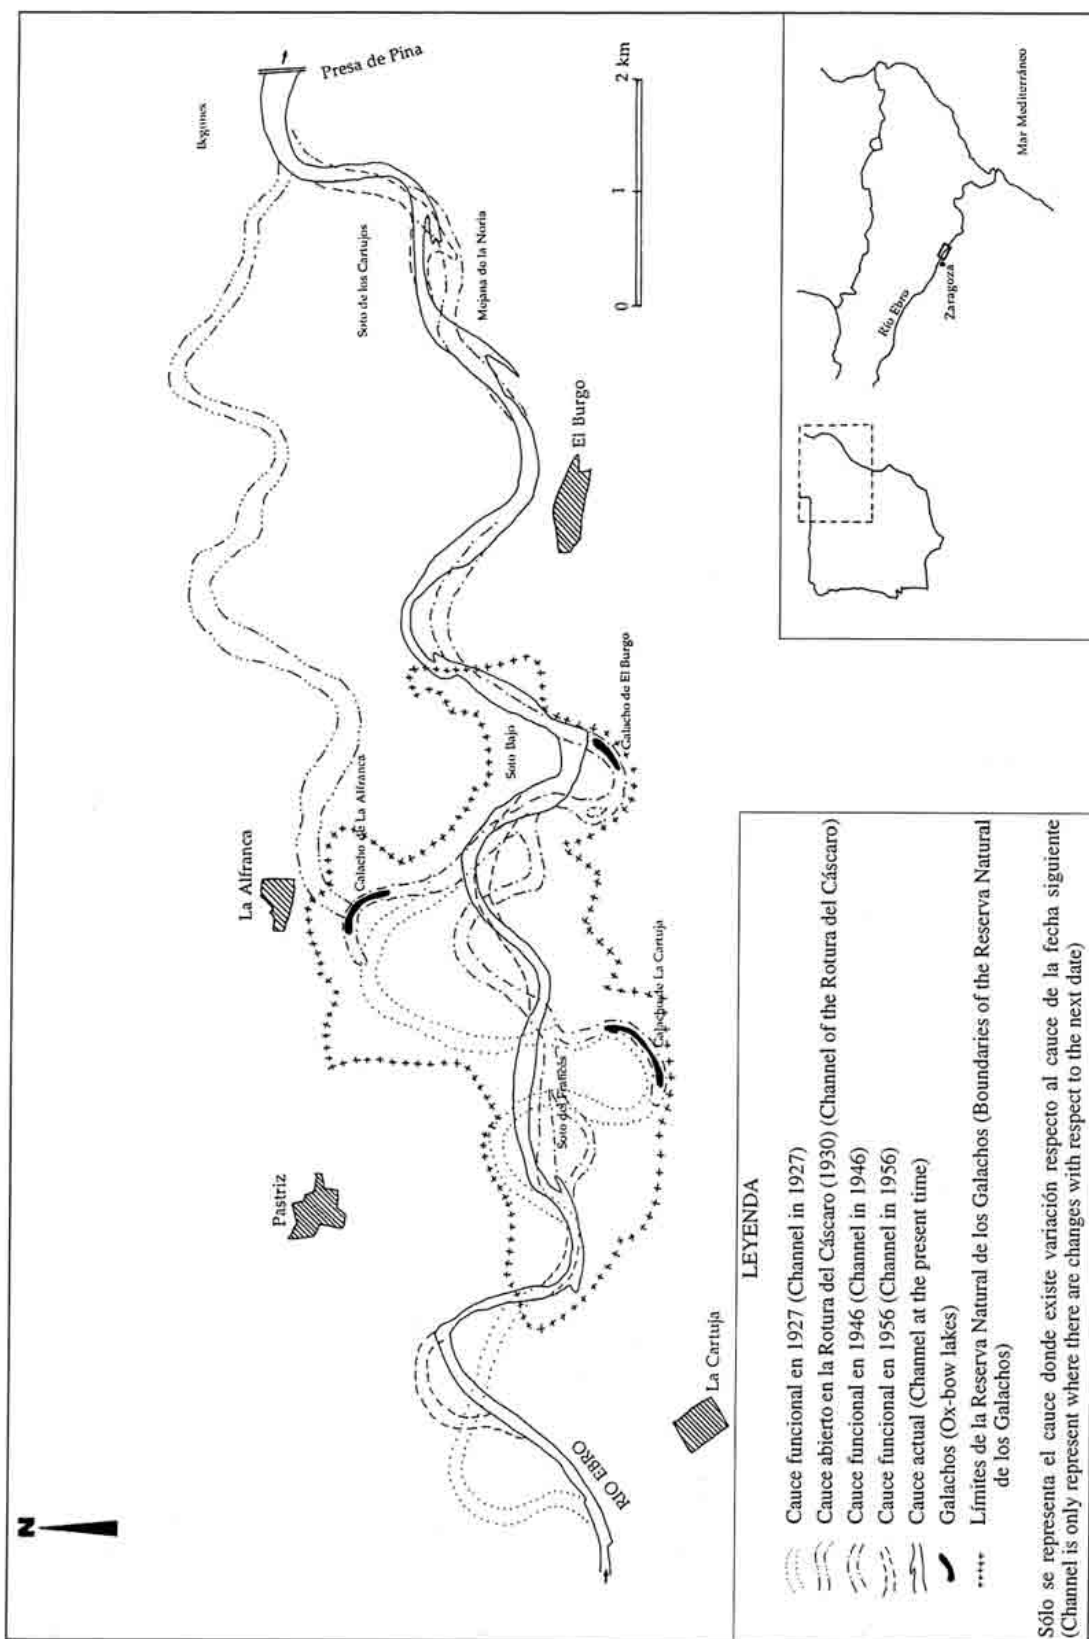 N
RIO EBRO
La Cartuja
Pastriz
La Alfranca
Galacho de La Alfranca
Soto del Francés
Galacho de La Cartuja
Soto Bajo
Galacho de El Burgo
El Burgo
Soto de los Cartujos
Mejana de la Noria
Presa de Pina
0 1 2 km
LEYENDA
Cauce funcional en 1927 (Channel in 1927)
Cauce abierto en la Rotura del Cáscaro (1930) (Channel of the Rotura del Cáscaro)
Cauce funcional en 1946 (Channel in 1946)
Cauce funcional en 1956 (Channel in 1956)
Cauce actual (Channel at the present time)
Galachos (Ox-bow lakes)
Límites de la Reserva Natural de los Galachos (Boundaries of the Reserva Natural
de los Galachos)
Sólo se representa el cauce donde existe variación respecto al cauce de la fecha siguiente
(Channel is only represent where there are changes with respect to the next date)
Río Ebro
Zaragoza
Mar Mediterráneo